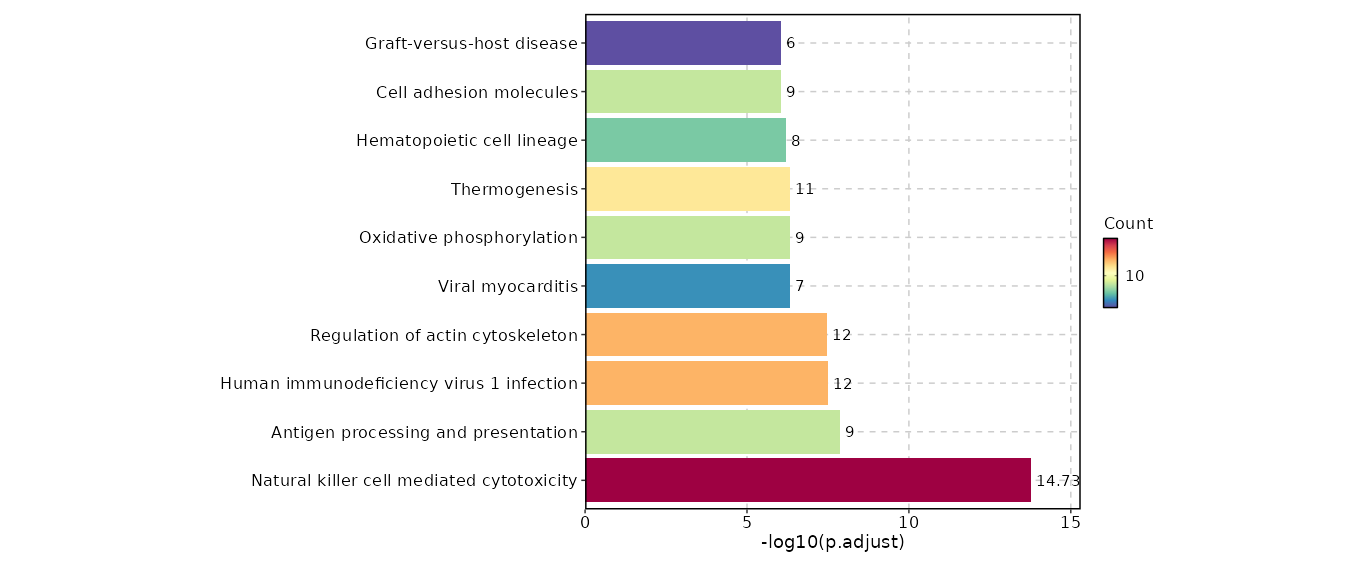 Graft-versus-host disease
6
Cell adhesion molecules
9
Hematopoietic cell lineage
8
Thermogenesis
11
Oxidative phosphorylation
9
Viral myocarditis
7
Regulation of actin cytoskeleton
12
Human immunodeficiency virus 1 infection
12
Antigen processing and presentation
9
Natural killer cell mediated cytotoxicity
14.73
0 5 10 15
-log10(p.adjust)
Count
10